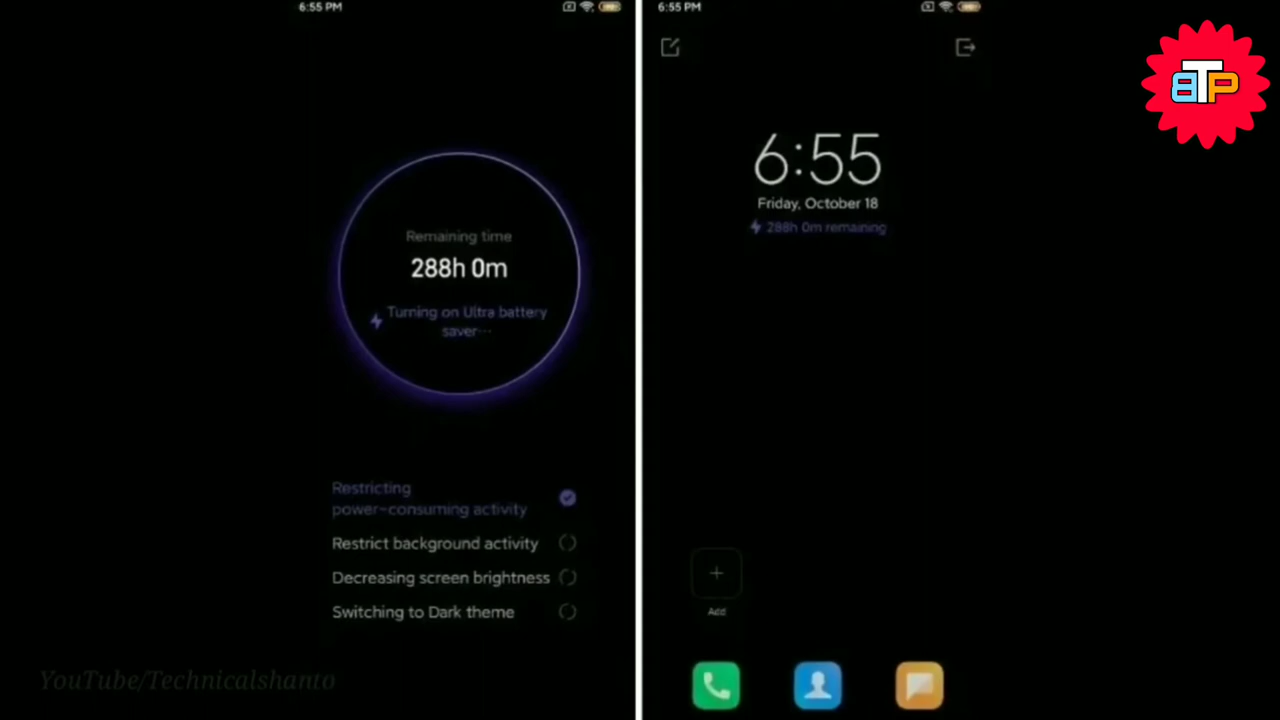 6:55 PM
Remaining time
288h 0m
Turning on Ultra battery
saver...
Restricting
power-consuming activity
Restrict background activity
Decreasing screen brightness
Switching to Dark theme
YouTube/Technicalshanto
6:55 PM
6:55
Friday, October 18
288h 0m remaining
+
Add
BTP